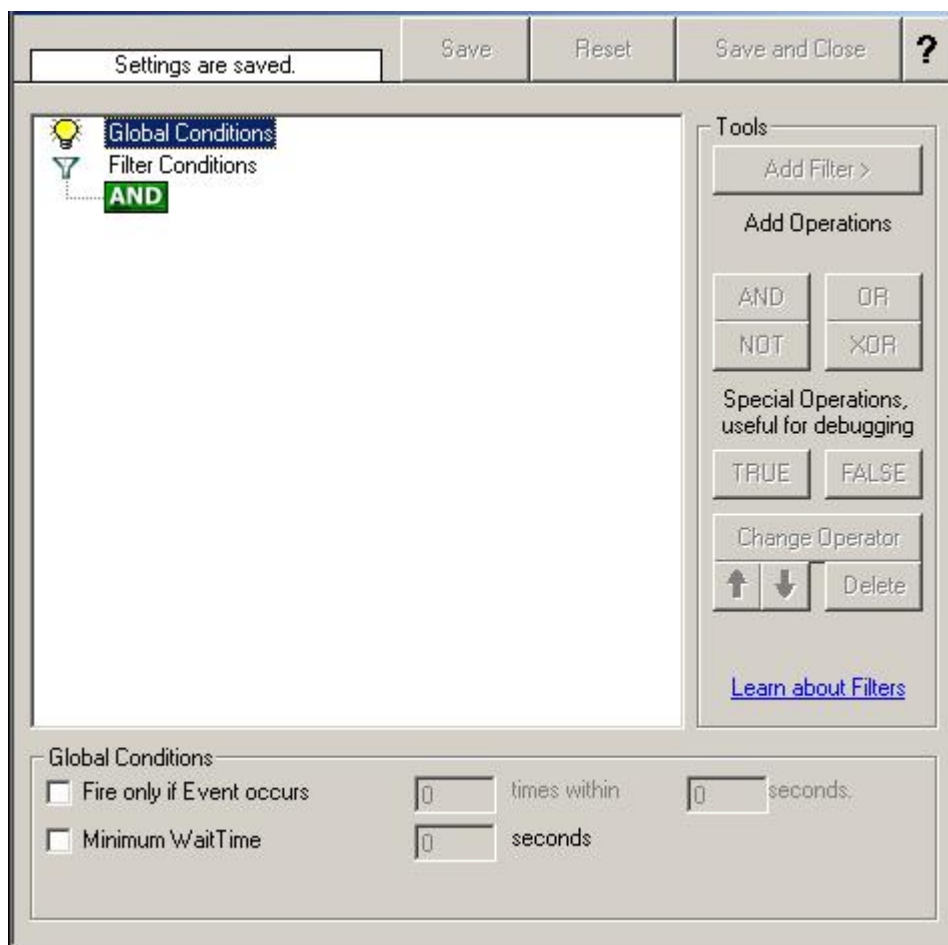 Settings are saved.
Save
Reset
Save and Close
?
Global Conditions
Filter Conditions
AND
Tools
Add Filter >
Add Operations
AND
OR
NOT
XOR
Special Operations,
useful for debugging
TRUE
FALSE
Change Operator
Delete
Learn about Filters
Global Conditions
Fire only if Event occurs
0
times within
0
seconds.
Minimum WaitTime
0
seconds